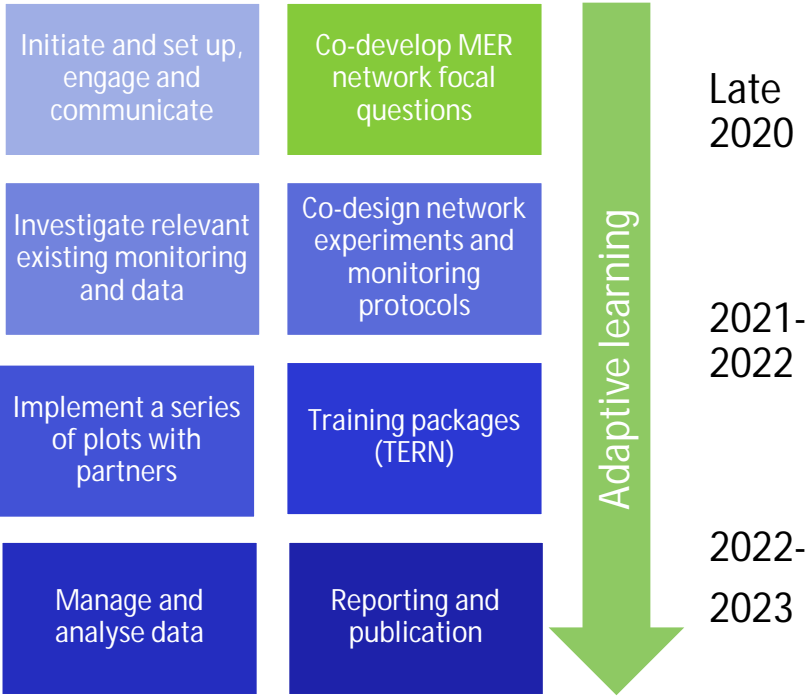 Initiate and set up,
engage and
communicate
Co-develop MER
network focal
questions
Investigate relevant
existing monitoring
and data
Co-design network
experiments and
monitoring
protocols
Implement a series
of plots with
partners
Training packages
(TERN)
Manage and
analyse data
Reporting and
publication
Adaptive learning
Late
2020
2021-
2022
2022-
2023